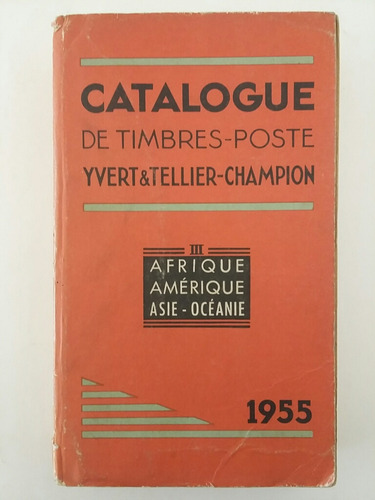 CATALOGUE
DE TIMBRES-POSTE
YVERT&TELLIER-CHAMPION
III
AFRIQUE
AMÉRIQUE
ASIE - OCÉANIE
1955